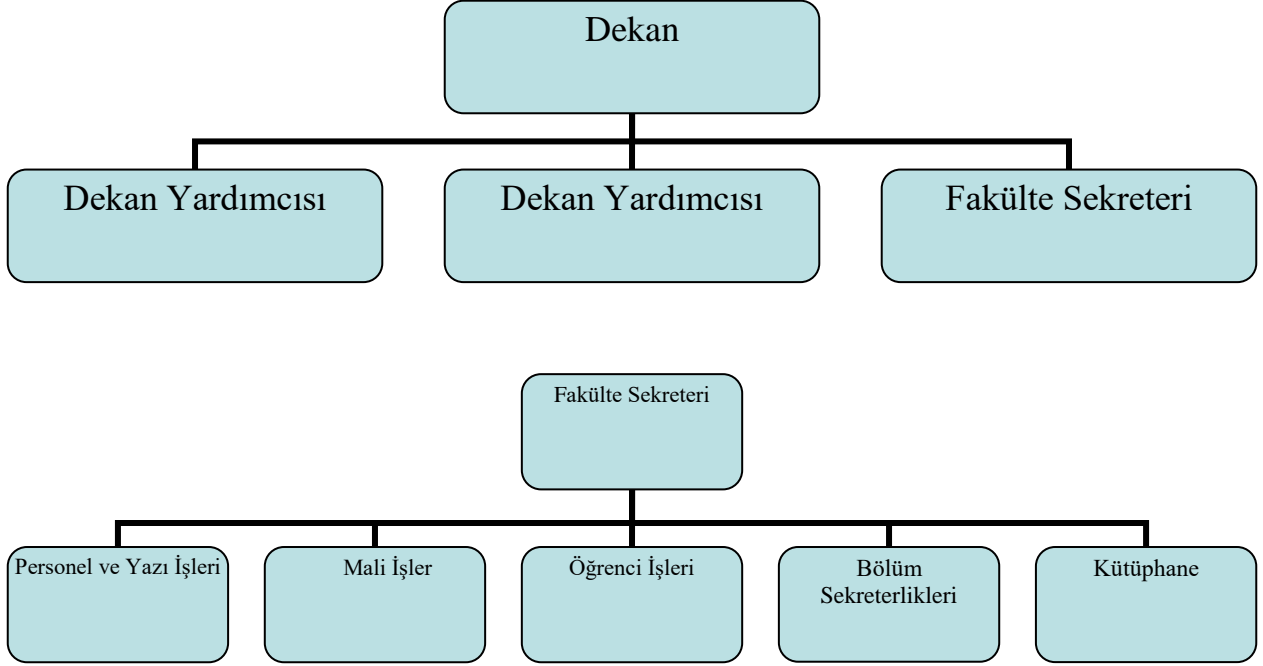 Dekan
Dekan Yardımcısı
Dekan Yardımcısı
Fakülte Sekreteri
Fakülte Sekreteri
Personel ve Yazı İşleri
Mali İşler
Öğrenci İşleri
Bölüm
Sekreterlikleri
Kütüphane